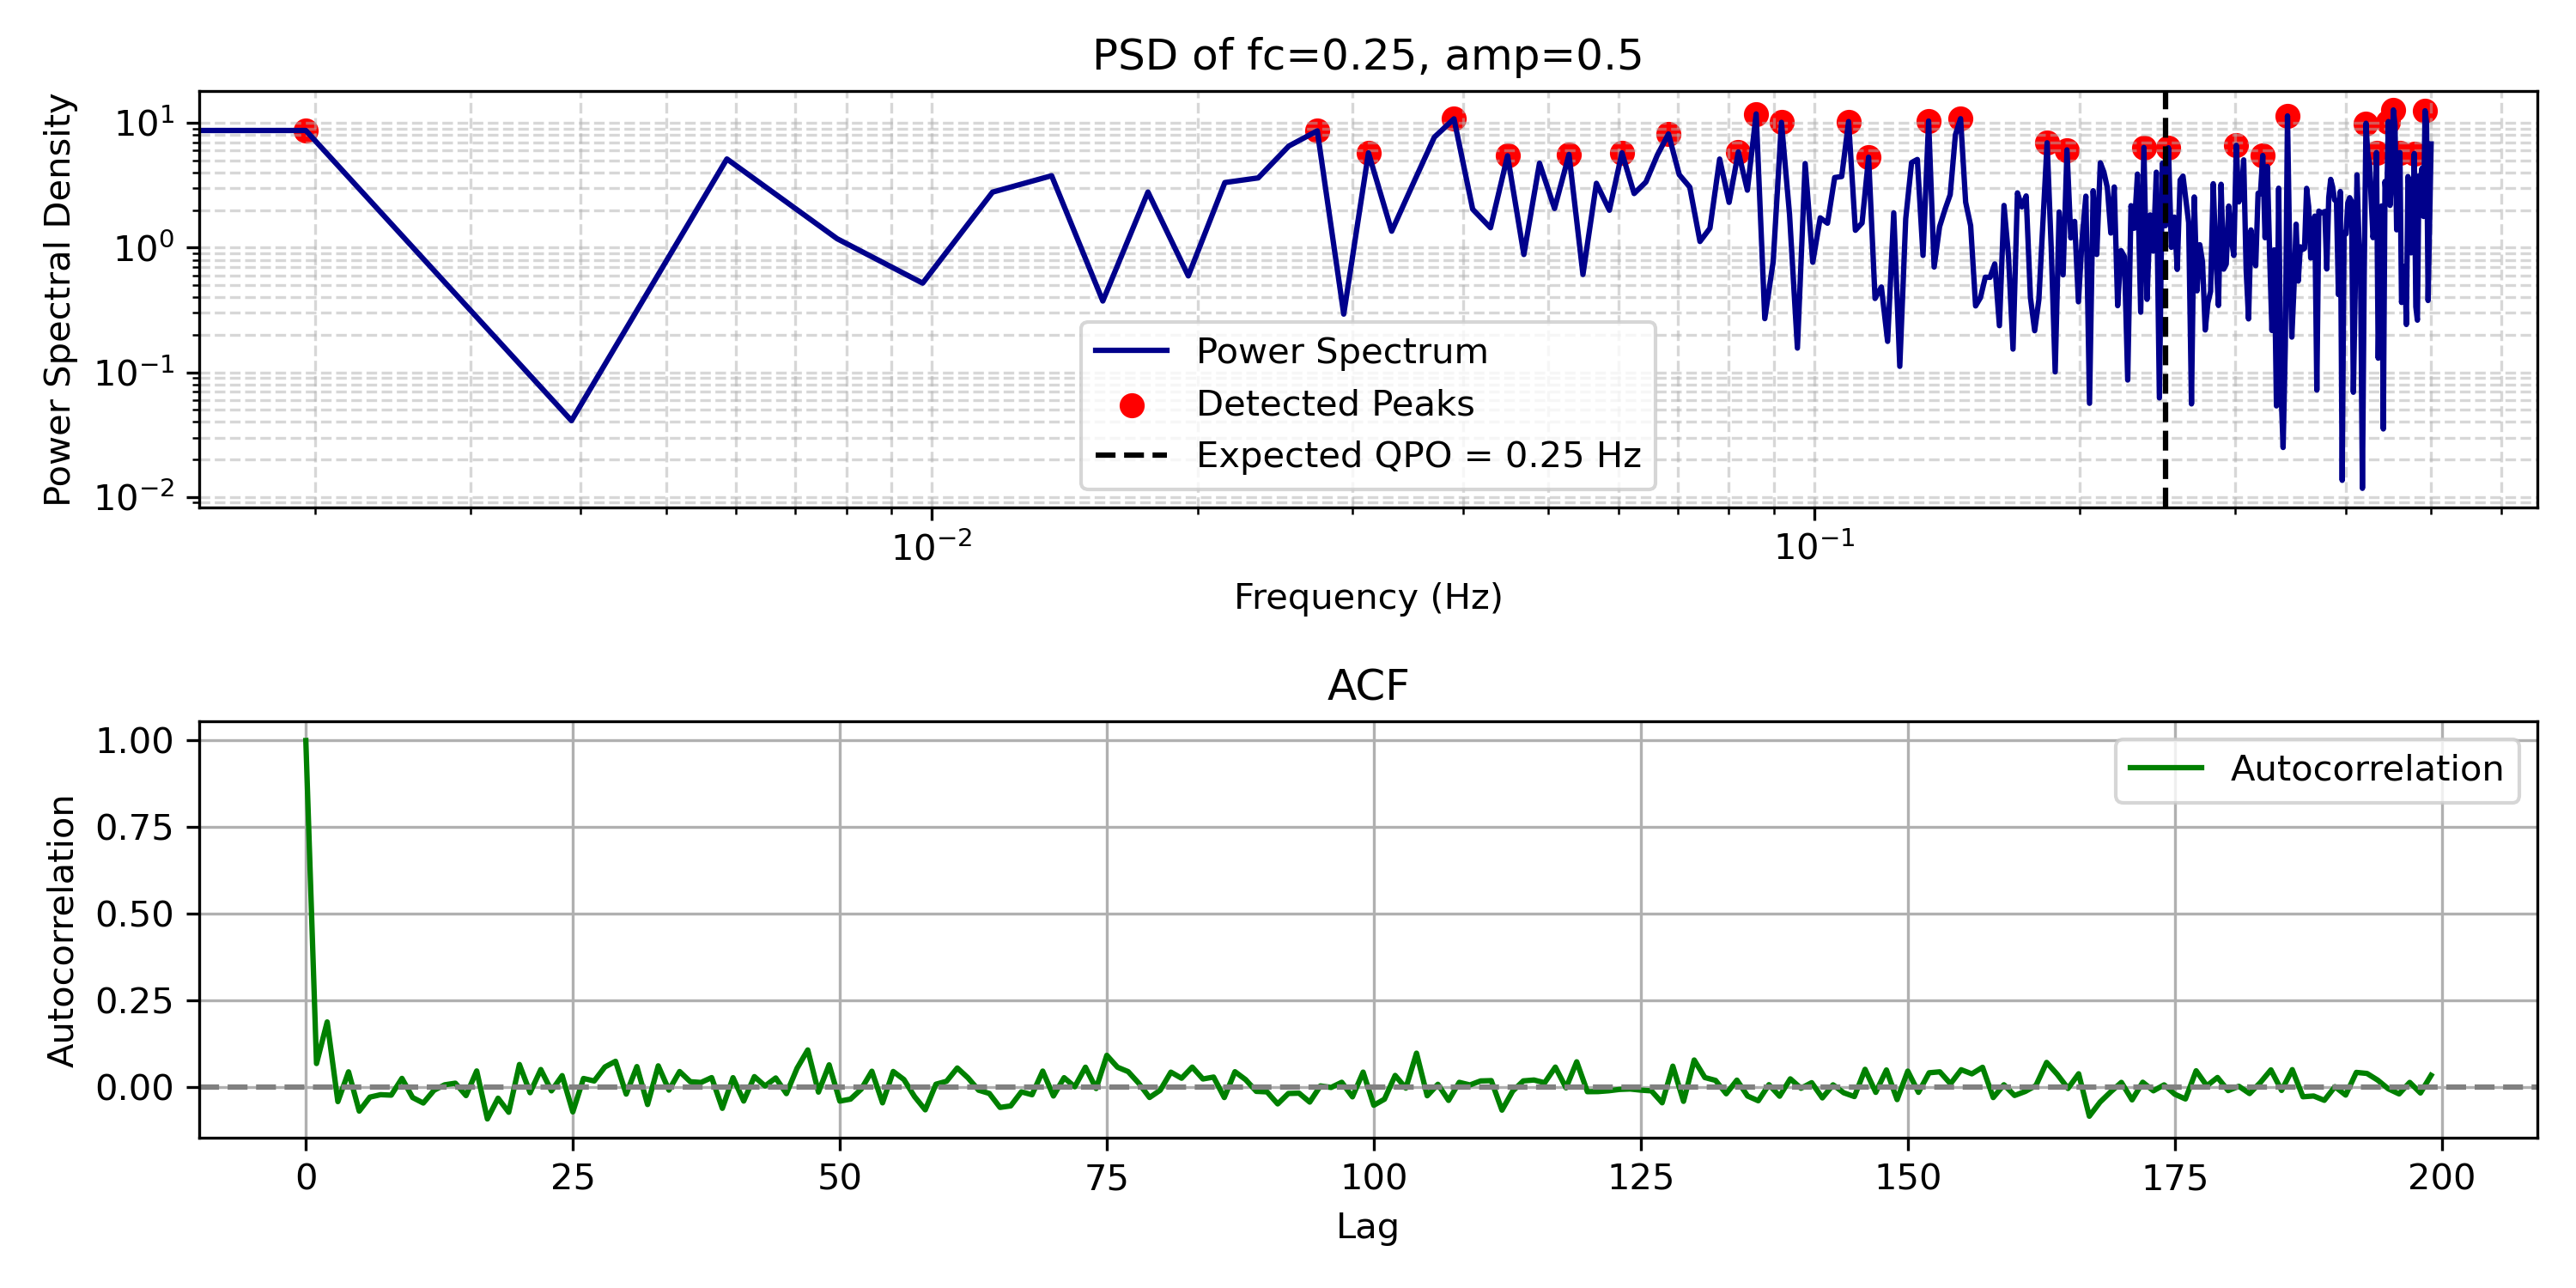 PSD of fc=0.25, amp=0.5
Power Spectral Density
10¹
10⁰
10⁻¹
10⁻²
Power Spectrum
Detected Peaks
Expected QPO = 0.25 Hz
10⁻² 10⁻¹
Frequency (Hz)
ACF
Autocorrelation
1.00
0.75
0.50
0.25
0.00
Autocorrelation
0 25 50 75 100 125 150 175 200
Lag